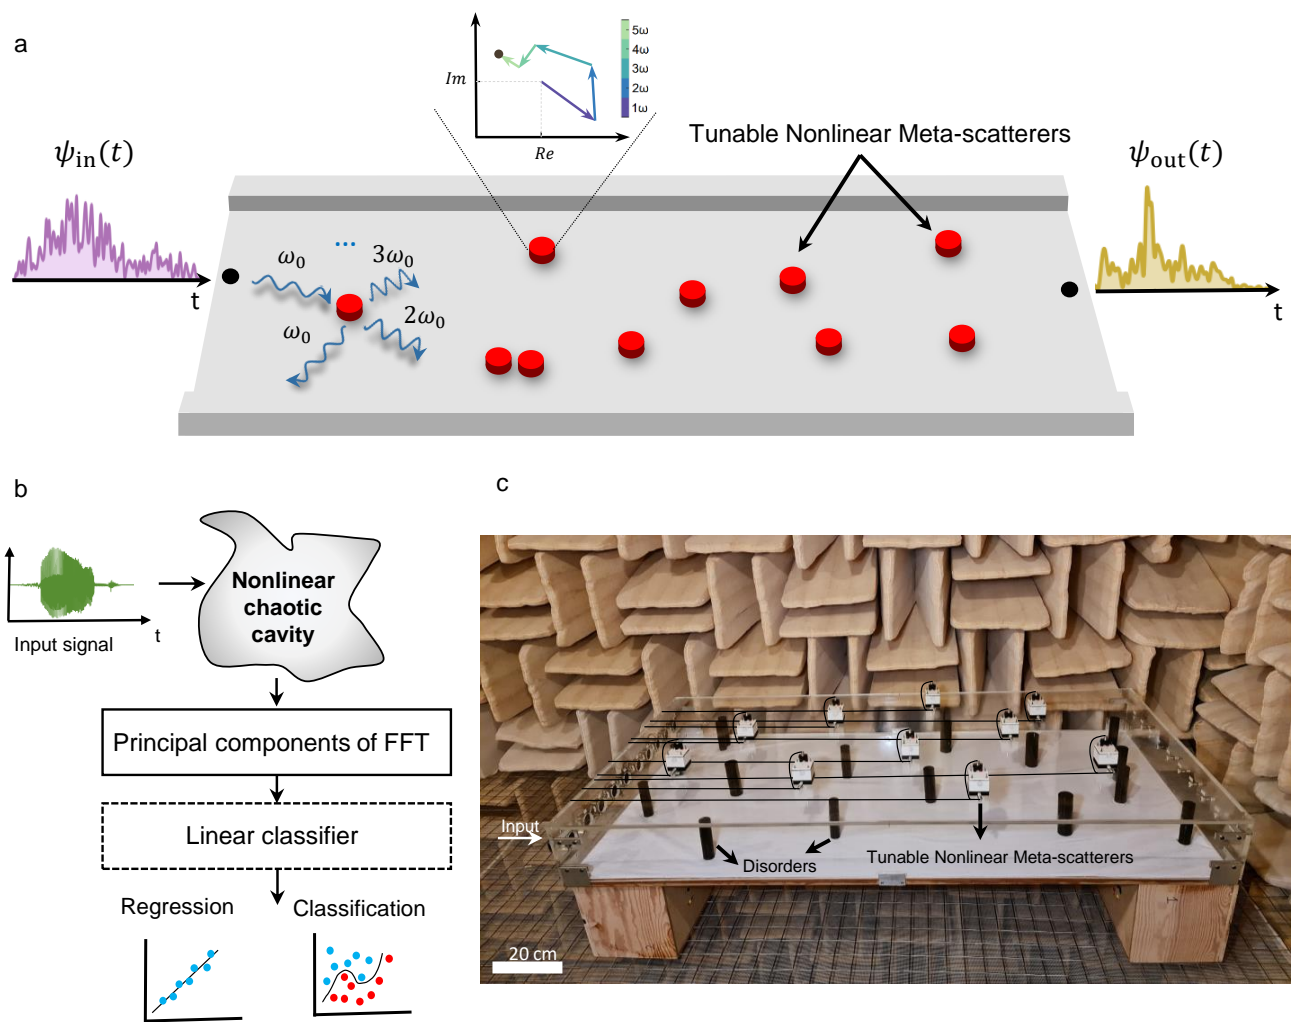 a
5ω
4ω
3ω
2ω
1ω
Im
Re
Tunable Nonlinear Meta-scatterers
ψin(t)
ψout(t)
...
ω0
3ω0
ω0
2ω0
t
t
b
c
Input signal
t
Nonlinear
chaotic
cavity
Principal components of FFT
Linear classifier
Regression
Classification
Input
Disorders
Tunable Nonlinear Meta-scatterers
20 cm